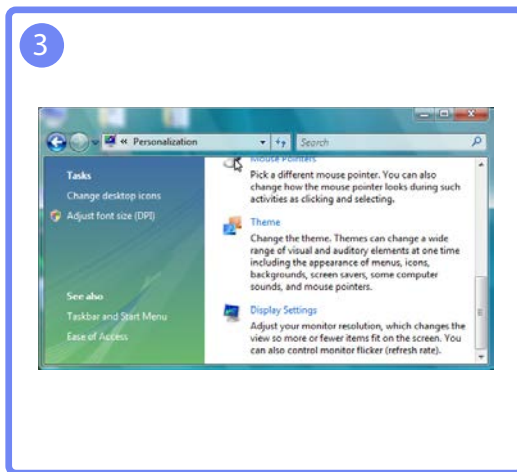 3
« Personalization
Search
Tasks
Change desktop icons
Adjust font size (DPI)
See also
Taskbar and Start Menu
Ease of Access
Mouse Pointers
Pick a different mouse pointer. You can also
change how the mouse pointer looks during such
activities as clicking and selecting.
Theme
Change the theme. Themes can change a wide
range of visual and auditory elements at one time
including the appearance of menus, icons,
backgrounds, screen savers, some computer
sounds, and mouse pointers.
Display Settings
Adjust your monitor resolution, which changes the
view so more or fewer items fit on the screen. You
can also control monitor flicker (refresh rate).